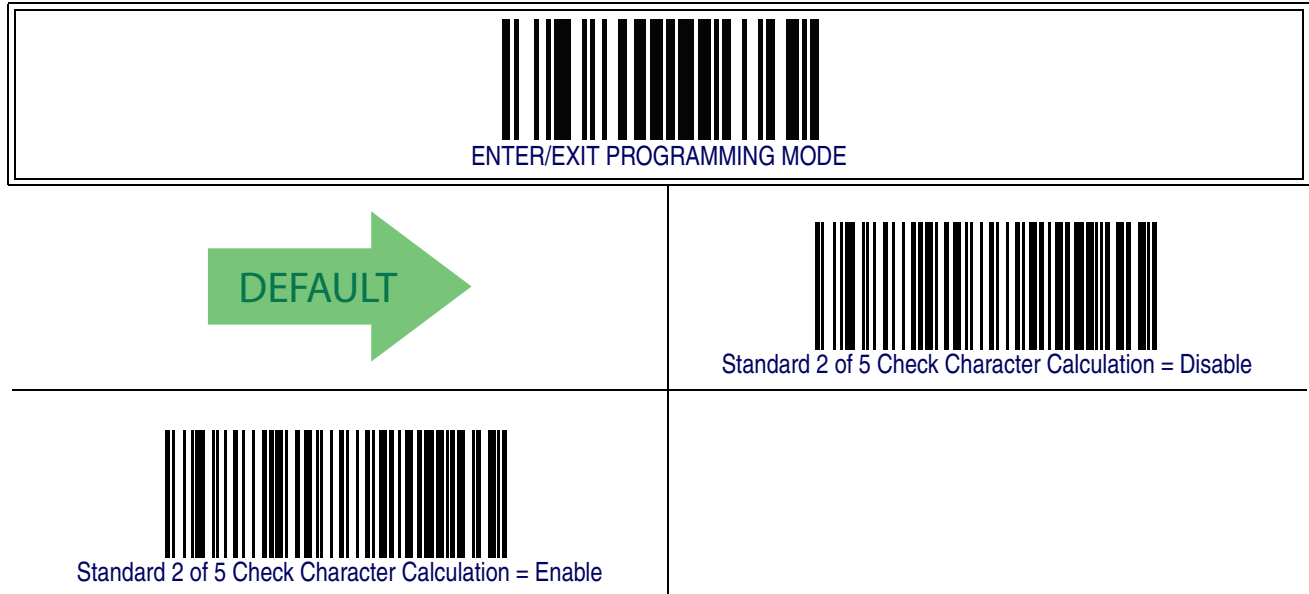 ENTER/EXIT PROGRAMMING MODE
DEFAULT
Standard 2 of 5 Check Character Calculation = Disable
Standard 2 of 5 Check Character Calculation = Enable